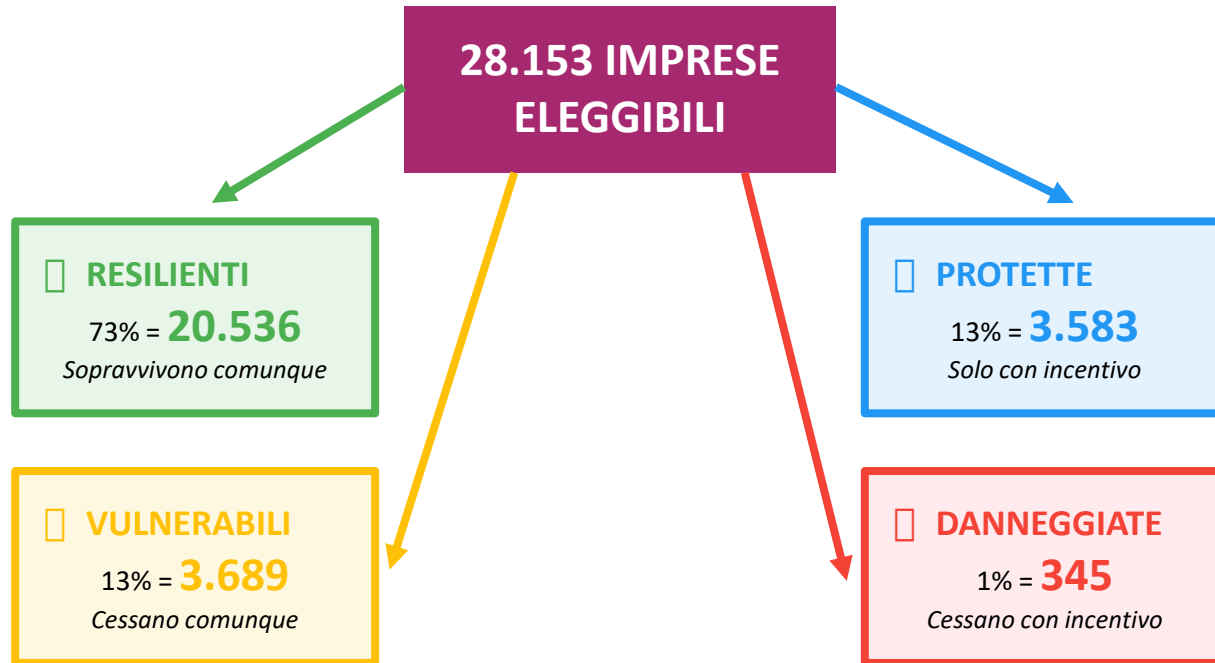 28.153 IMPRESE
ELEGGIBILI
RESILIENTI
73% = 20.536
Sopravvivono comunque
PROTETTE
13% = 3.583
Solo con incentivo
VULNERABILI
13% = 3.689
Cessano comunque
DANNEGGIATE
1% = 345
Cessano con incentivo